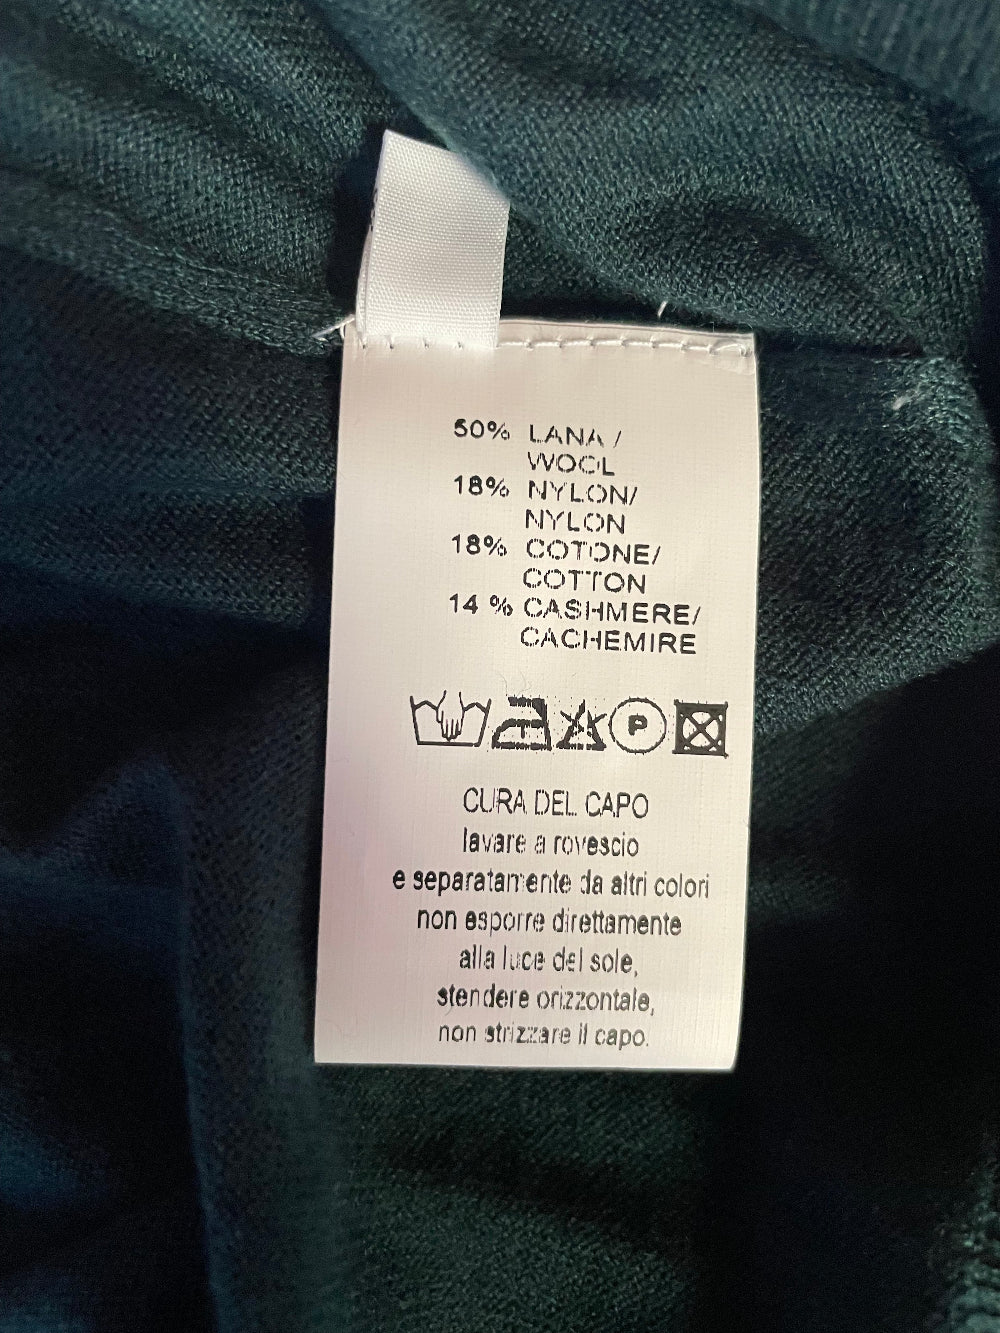 50% LANA /
WOOL
18% NYLON/
NYLON
18% COTONE/
COTTON
14 % CASHMERE/
CACHEMIRE
P
CURA DEL CAPO
lavare a rovescio
e separatamente da altri colori
non esporre direttamente
alla luce del sole,
stendere orizzontale,
non strizzare il capo.